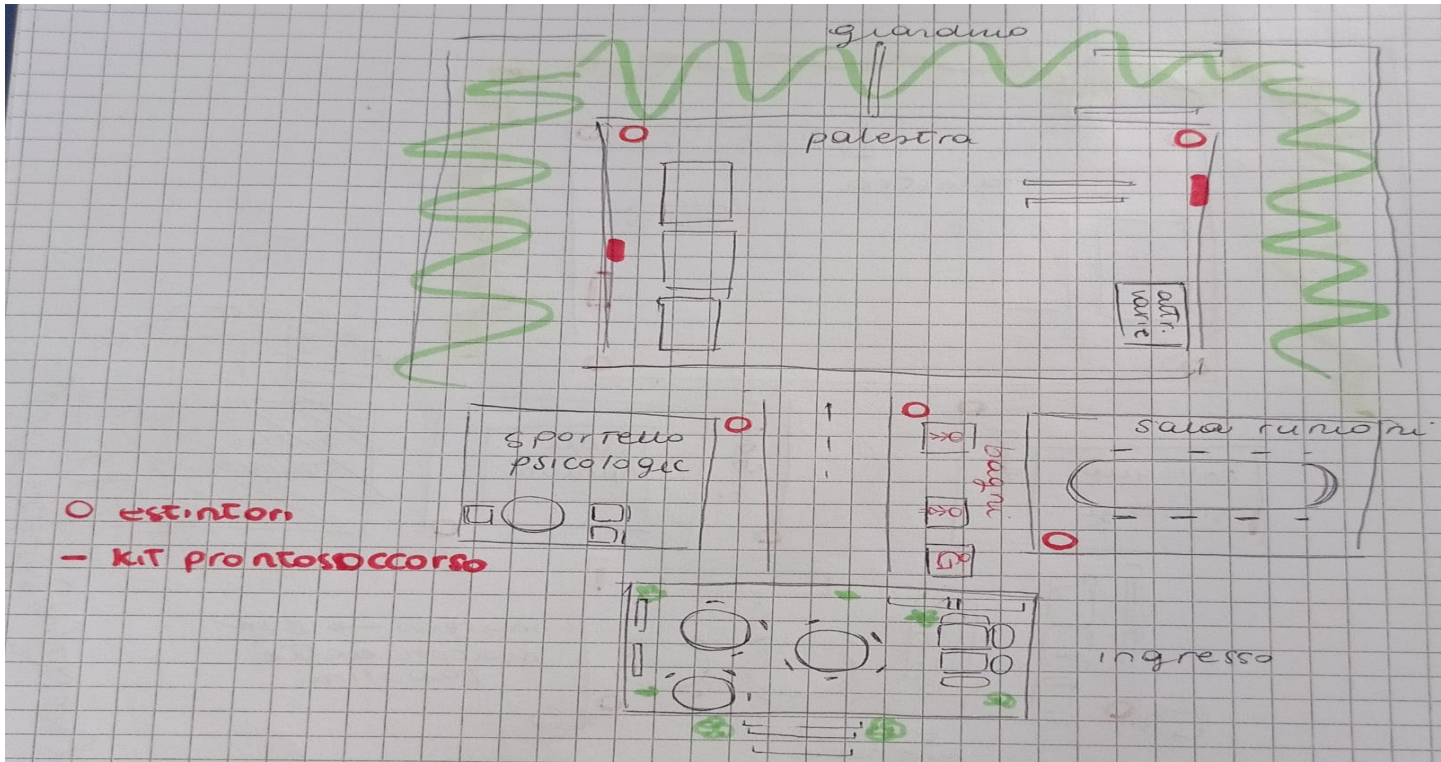 giardino
palestra
attr.
varie
sportello
psicologic
bagni
sala riunioni
O estintori
- KIT prontosoccorso
ingresso